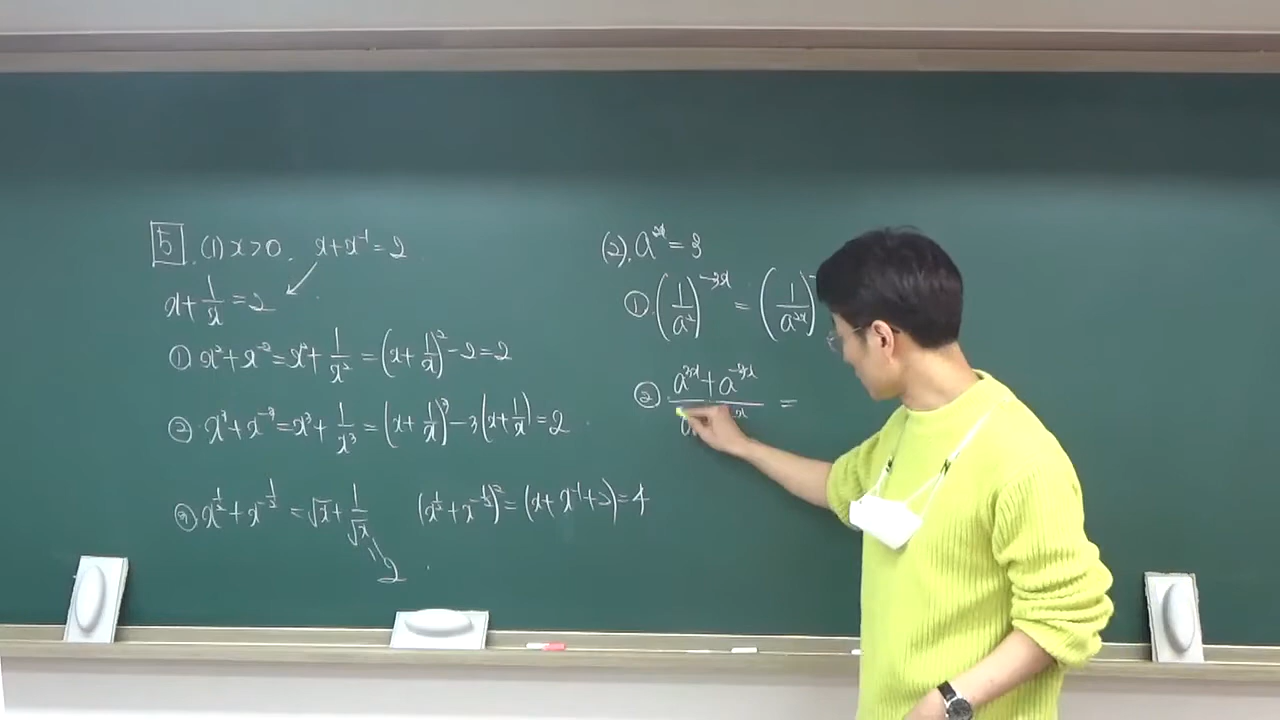 5. (1) x>0. x+x⁻¹=2
x+1/x=2
① x²+x⁻²=x²+1/x²=(x+1/x)²-2=2
② x³+x⁻³=x³+1/x³=(x+1/x)³-3(x+1/x)=2
③ x^(1/2)+x^(-1/2)=√x+1/√x (x^(1/2)+x^(-1/2))²=(x+x⁻¹+2)=4
=2
(2). a^(2x)=3
①. (1/a²)^(-3x)=(1/a^(2x))
②. a^(3x)+a^(-3x) =